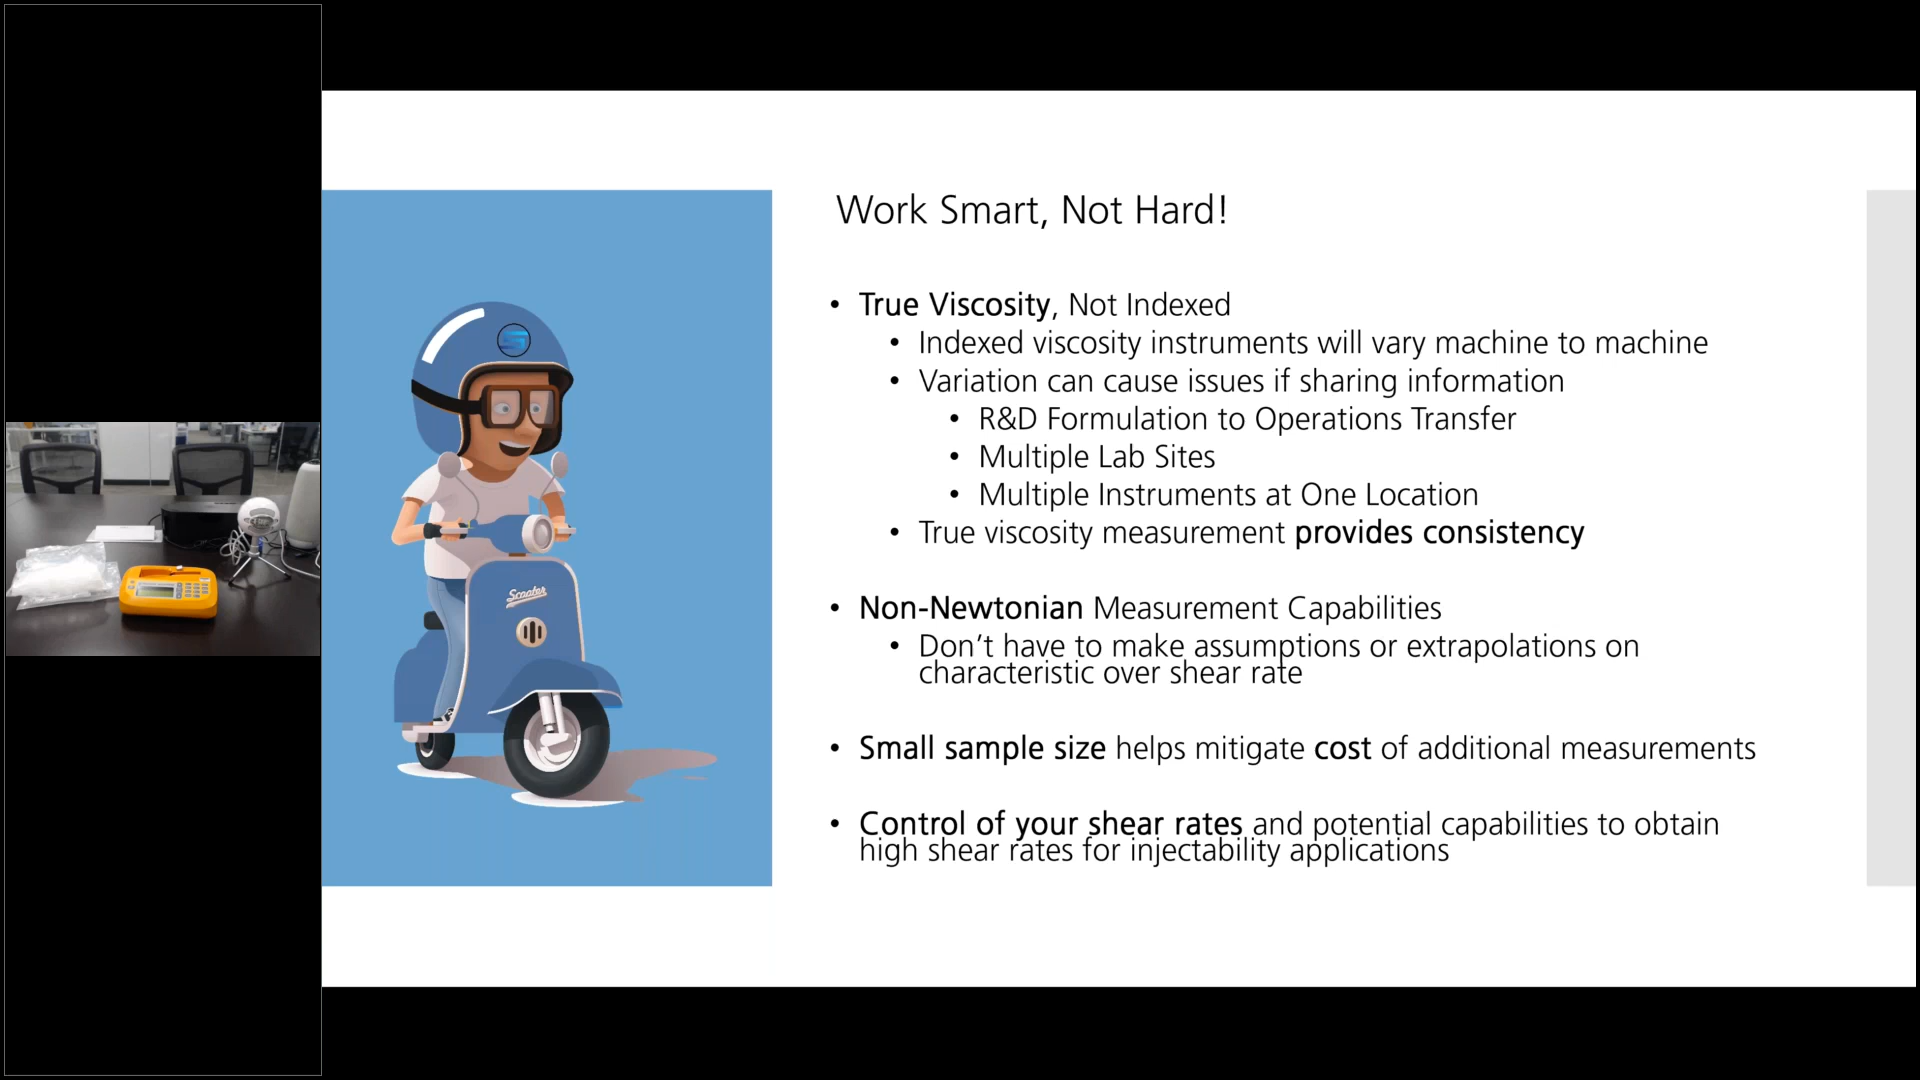 Work Smart, Not Hard!
• True Viscosity, Not Indexed
• Indexed viscosity instruments will vary machine to machine
• Variation can cause issues if sharing information
• R&D Formulation to Operations Transfer
• Multiple Lab Sites
• Multiple Instruments at One Location
• True viscosity measurement provides consistency
• Non-Newtonian Measurement Capabilities
• Don’t have to make assumptions or extrapolations on
characteristic over shear rate
• Small sample size helps mitigate cost of additional measurements
• Control of your shear rates and potential capabilities to obtain
high shear rates for injectability applications
Scooter